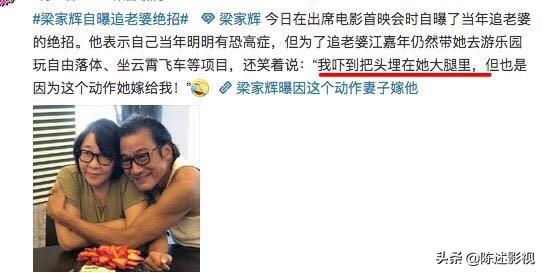 #梁家辉自曝追老婆绝招# 梁家辉 今日在出席电影首映会时自曝了当年追老婆
的绝招。他表示自己当年明明有恐高症，但为了追老婆江嘉年仍然带她去游乐园
玩自由落体、坐云霄飞车等项目，还笑着说：“我吓到把头埋在她大腿里，但也是
因为这个动作她嫁给我！” 梁家辉曝因这个动作妻子嫁他
头条 @陈述影视